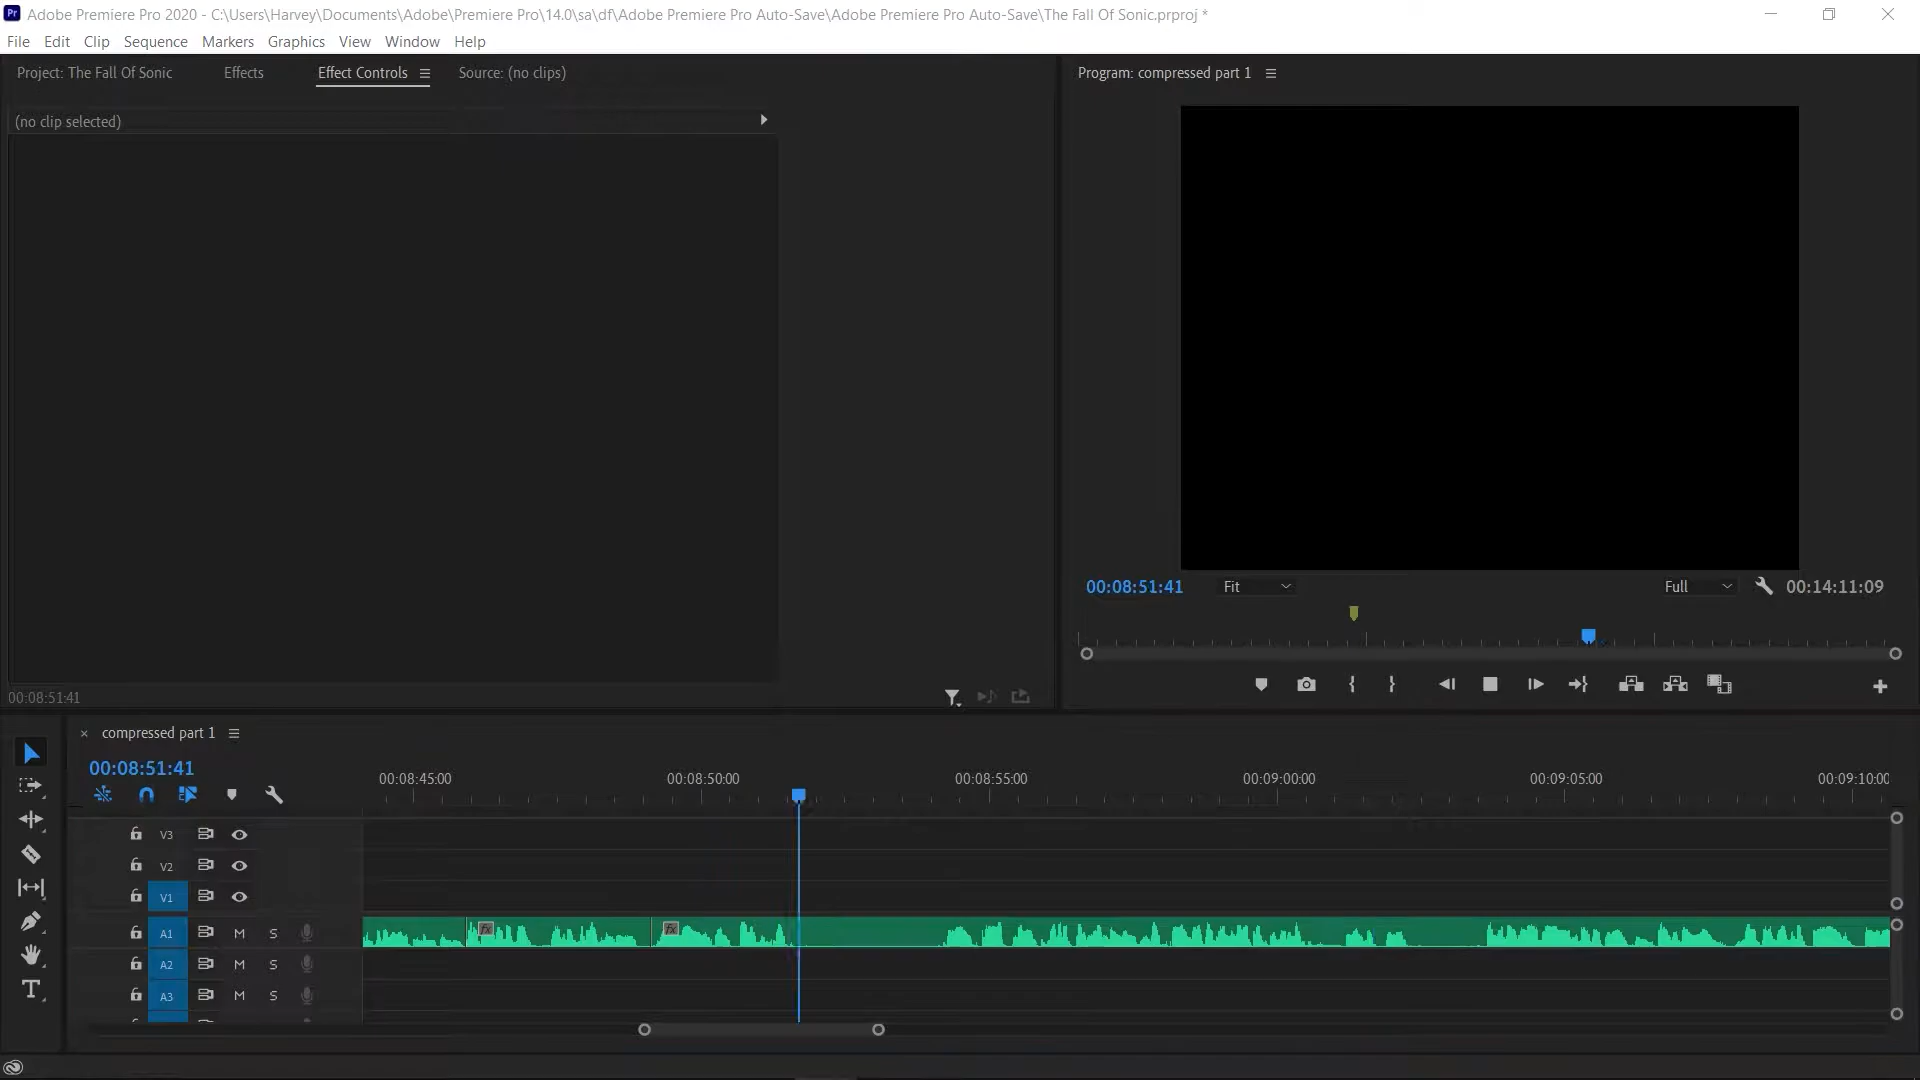 Pr Adobe Premiere Pro 2020 - C:\Users\Harvey\Documents\Adobe\Premiere Pro\14.0\sa\df\Adobe Premiere Pro Auto-Save\Adobe Premiere Pro Auto-Save\The Fall Of Sonic.prproj *
File Edit Clip Sequence Markers Graphics View Window Help
Project: The Fall Of Sonic Effects Effect Controls Source: (no clips) Program: compressed part 1
(no clip selected)
00:08:51:41 Fit Full 00:14:11:09
00:08:51:41
compressed part 1
00:08:51:41
00:08:45:00 00:08:50:00 00:08:55:00 00:09:00:00 00:09:05:00 00:09:10:00
V3
V2
V1
fx fx
A1 M S
A2 M S
A3 M S